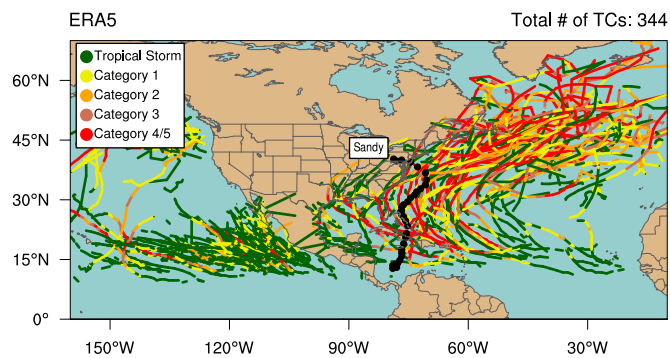 ERA5 Total # of TCs: 344
Tropical Storm
Category 1
Category 2
Category 3
Category 4/5
Sandy
60°N
45°N
30°N
15°N
0°
150°W 120°W 90°W 60°W 30°W